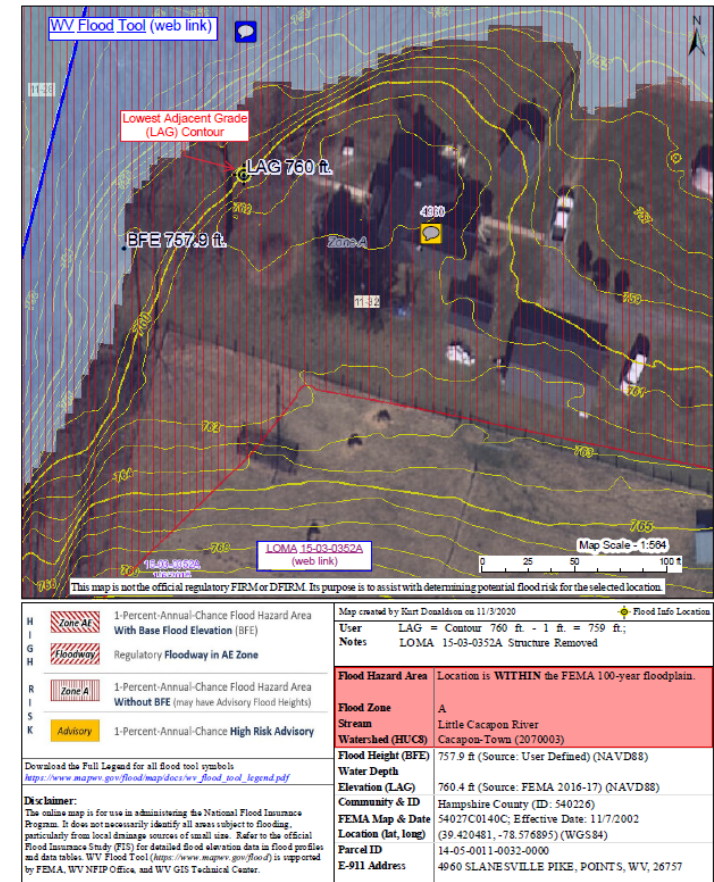 WV Flood Tool (web link)
N
11-26
Lowest Adjacent Grade
(LAG) Contour
LAG 760 ft.
762
4960
BFE 757.9 ft.
Zone A
11-32
759
760
761
762
763
764
765
LOMA 15-03-0352A
(web link)
15-03-0352A
Map Scale - 1:564
0 25 50 100 ft
This map is not the official regulatory FIRM or DFIRM. Its purpose is to assist with determining potential flood risk for the selected location.
HIGH
RISK
Zone AE
1-Percent-Annual-Chance Flood Hazard Area
With Base Flood Elevation (BFE)
Floodway
Regulatory Floodway in AE Zone
Zone A
1-Percent-Annual-Chance Flood Hazard Area
Without BFE (may have Advisory Flood Heights)
Advisory
1-Percent-Annual-Chance High Risk Advisory
Download the Full Legend for all flood tool symbols
https://www.mapwv.gov/flood/map/docs/wv_flood_tool_legend.pdf
Disclaimer:
The online map is for use in administering the National Flood Insurance
Program. It does not necessarily identify all areas subject to flooding,
particularly from local drainage sources of small size. Refer to the official
Flood Insurance Study (FIS) for detailed flood elevation data in flood profiles
and data tables. WV Flood Tool (https://www.mapwv.gov/flood) is supported
by FEMA, WV NFIP Office, and WV GIS Technical Center.
Map created by Kurt Donaldson on 11/3/2020
Flood Info Location
User Notes LAG = Contour 760 ft. - 1 ft. = 759 ft.;
LOMA 15-03-0352A Structure Removed
Flood Hazard Area Location is WITHIN the FEMA 100-year floodplain.
Flood Zone A
Stream Little Cacapon River
Watershed (HUC8) Cacapon-Town (2070003)
Flood Height (BFE) 757.9 ft (Source: User Defined) (NAVD88)
Water Depth
Elevation (LAG) 760.4 ft (Source: FEMA 2016-17) (NAVD88)
Community & ID Hampshire County (ID: 540226)
FEMA Map & Date 54027C0140C; Effective Date: 11/7/2002
Location (lat, long) (39.420481, -78.576895) (WGS84)
Parcel ID 14-05-0011-0032-0000
E-911 Address 4960 SLANESVILLE PIKE, POINTS, WV, 26757